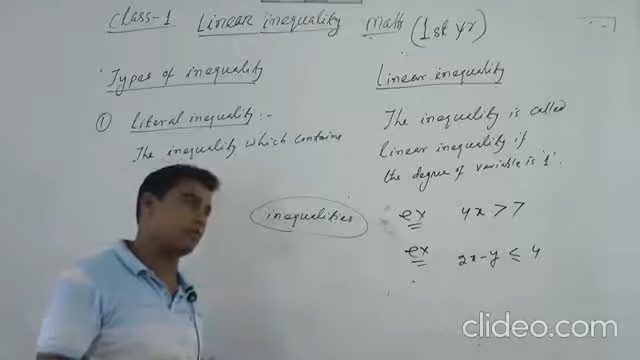 Class-1 Linear inequality Math (1st yr)
Types of inequality
① Literal inequality :-
The inequality which contains
inequalities
Linear inequality
The inequality is called
linear inequality if
the degree of variable is '1'.
ex 4x > 7
ex 2x-y ≤ 4
clideo.com